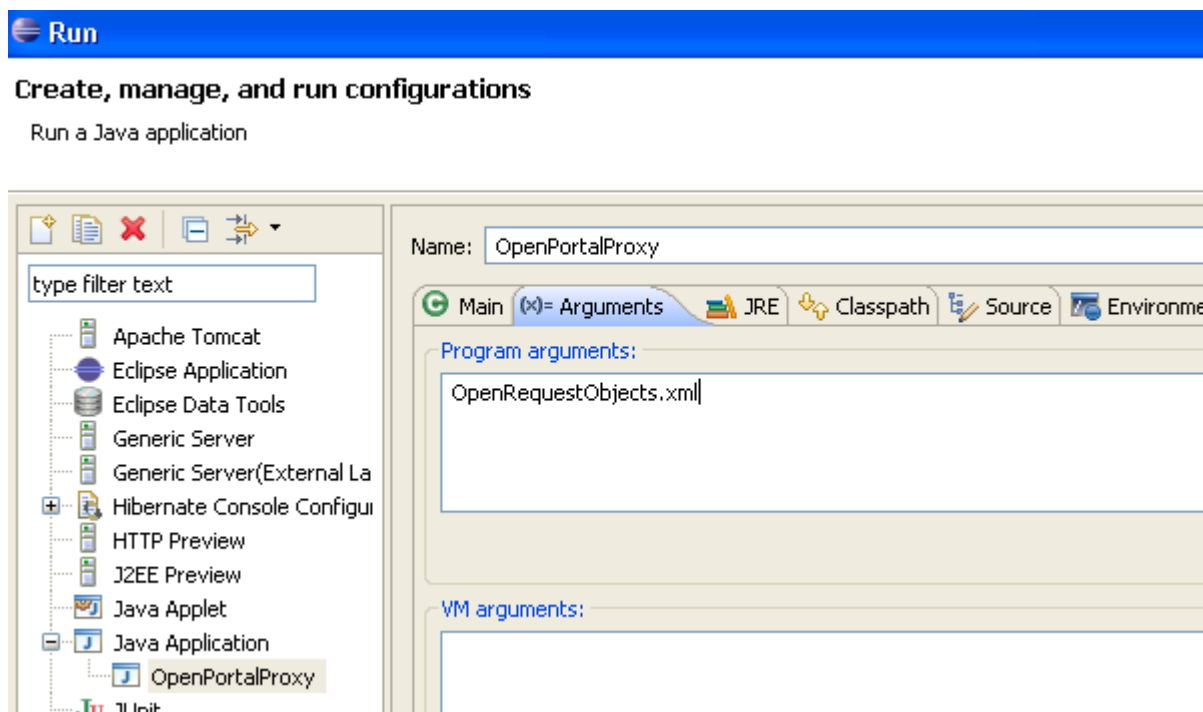 Run
Create, manage, and run configurations
Run a Java application
type filter text
Apache Tomcat
Eclipse Application
Eclipse Data Tools
Generic Server
Generic Server(External La
Hibernate Console Configu
HTTP Preview
J2EE Preview
Java Applet
Java Application
OpenPortalProxy
JUnit
Name: OpenPortalProxy
Main (x)= Arguments JRE Classpath Source Environme
Program arguments:
OpenRequestObjects.xml
VM arguments: